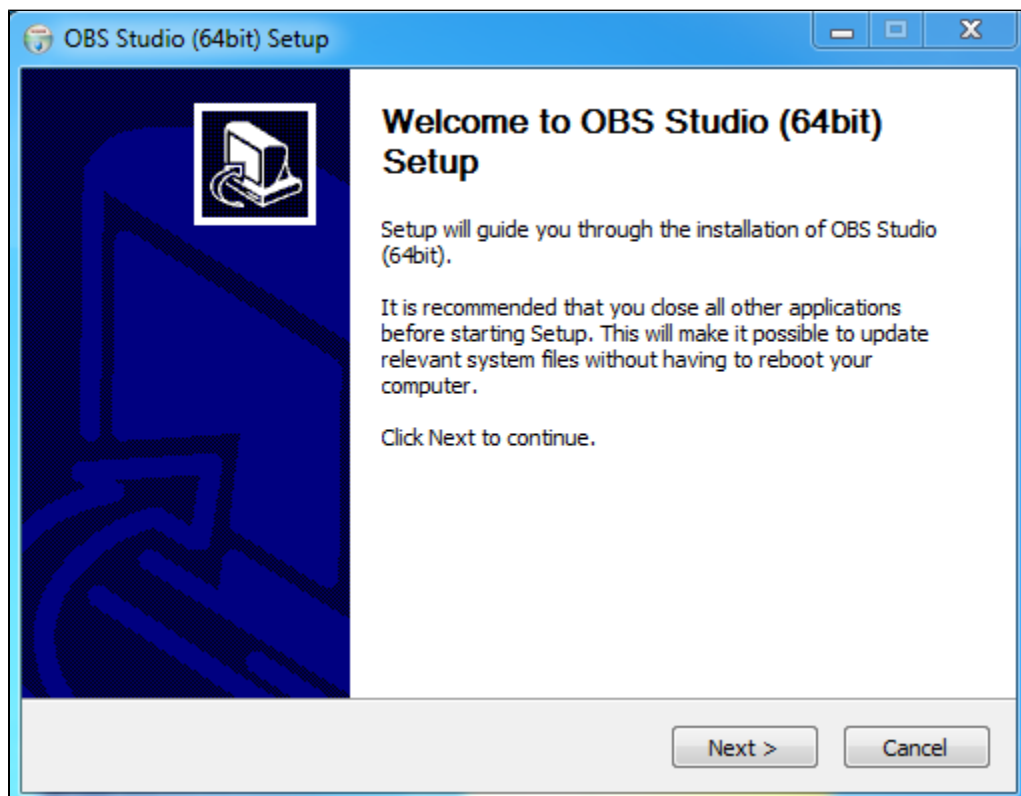 OBS Studio (64bit) Setup
Welcome to OBS Studio (64bit)
Setup
Setup will guide you through the installation of OBS Studio
(64bit).
It is recommended that you close all other applications
before starting Setup. This will make it possible to update
relevant system files without having to reboot your
computer.
Click Next to continue.
Next >
Cancel